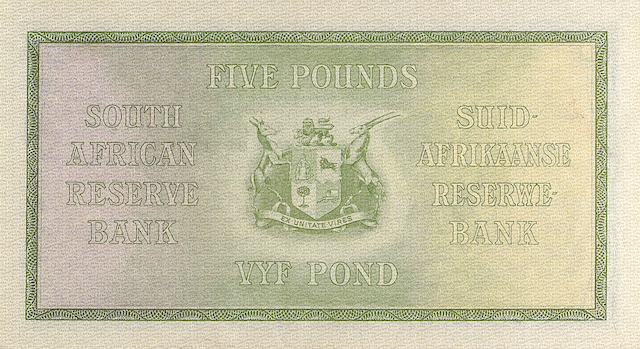 FIVE POUNDS
SOUTH
AFRICAN
RESERVE
BANK
SUID-
AFRIKAANSE
RESERWE-
BANK
EX UNITATE VIRES
VYF POND